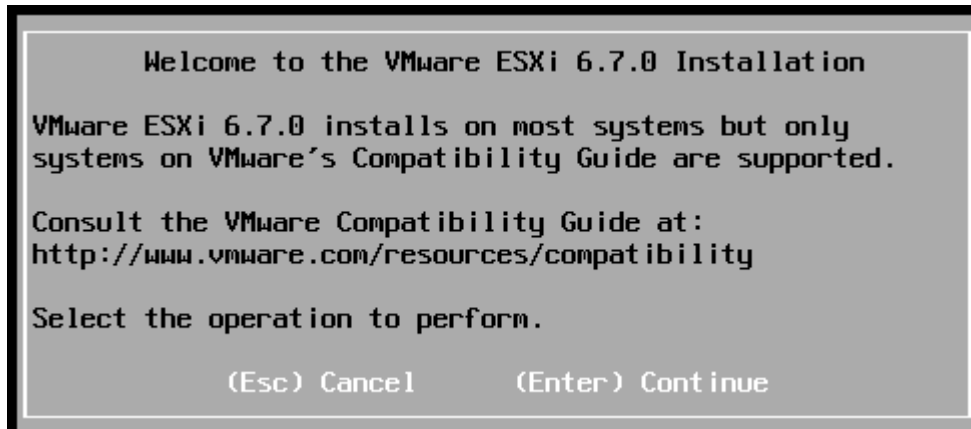 Welcome to the VMware ESXi 6.7.0 Installation
VMware ESXi 6.7.0 installs on most systems but only
systems on VMware's Compatibility Guide are supported.
Consult the VMware Compatibility Guide at:
http://www.vmware.com/resources/compatibility
Select the operation to perform.
(Esc) Cancel (Enter) Continue